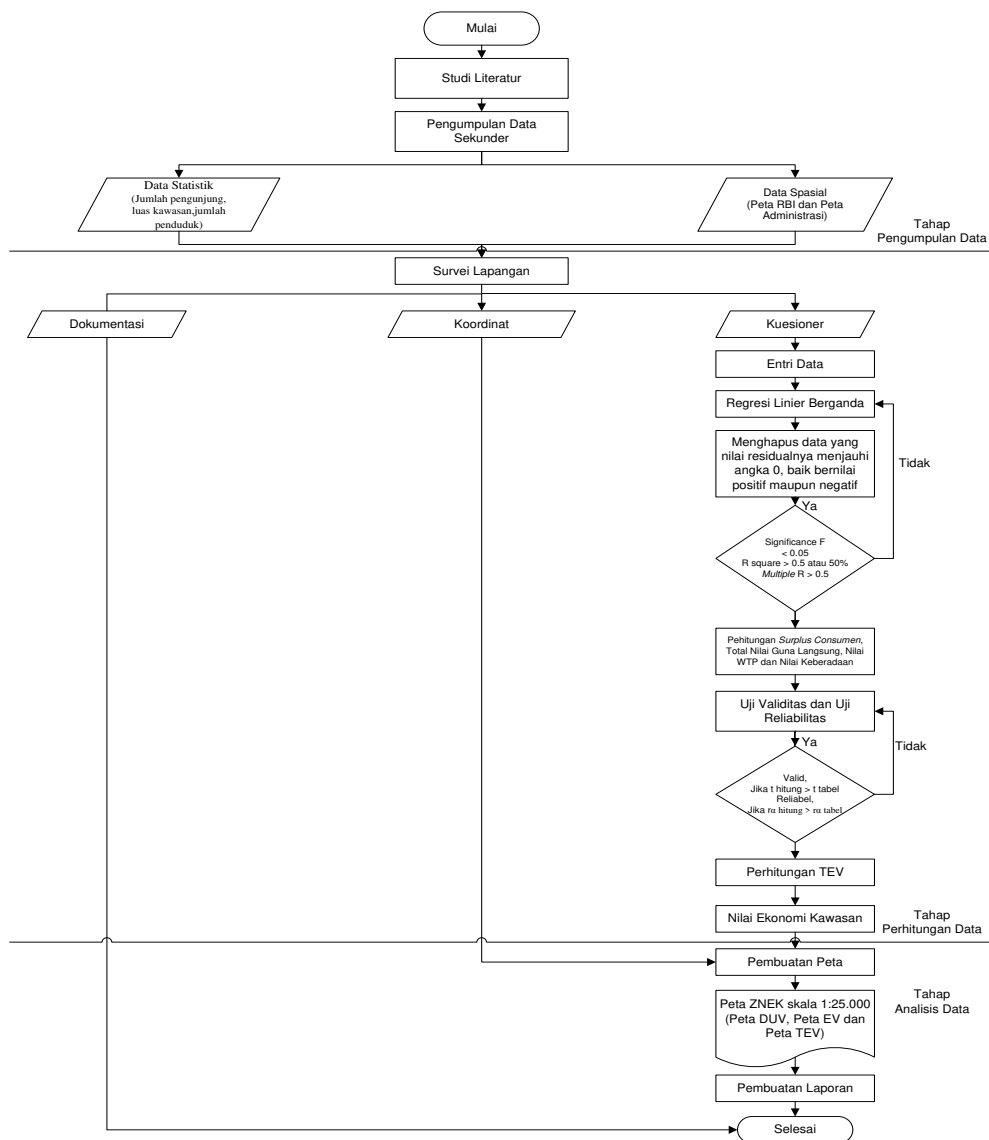 Mulai
Studi Literatur
Pengumpulan Data
Sekunder
Data Statistik
(Jumlah pengunjung,
luas kawasan,jumlah
penduduk)
Data Spasial
(Peta RBI dan Peta
Administrasi)
Tahap
Pengumpulan Data
Survei Lapangan
Dokumentasi
Koordinat
Kuesioner
Entri Data
Regresi Linier Berganda
Menghapus data yang
nilai residualnya menjauhi
angka 0, baik bernilai
positif maupun negatif
Tidak
Ya
Significance F
< 0.05
R square > 0.5 atau 50%
Multiple R > 0.5
Pehitungan Surplus Consumen,
Total Nilai Guna Langsung, Nilai
WTP dan Nilai Keberadaan
Uji Validitas dan Uji
Reliabilitas
Ya
Tidak
Valid,
Jika t hitung > t tabel
Reliabel,
Jika rα hitung > rα tabel
Perhitungan TEV
Nilai Ekonomi Kawasan
Tahap
Perhitungan Data
Pembuatan Peta
Peta ZNEK skala 1:25.000
(Peta DUV, Peta EV dan
Peta TEV)
Tahap
Analisis Data
Pembuatan Laporan
Selesai